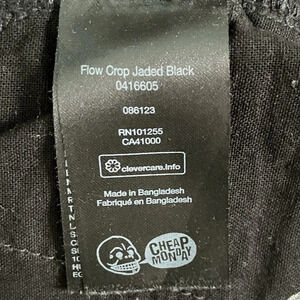 Flow Crop Jaded Black
0416605
086123
RN101255
CA41000
clevercare.info
Made in Bangladesh
Fabriqué en Bangladesh
CHEAP
MONDAY